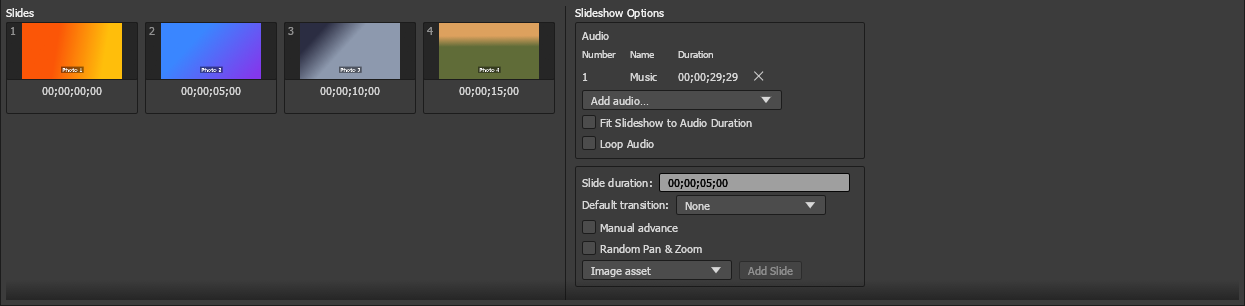 Slides
1
Photo 1
00;00;00;00
2
Photo 2
00;00;05;00
3
Photo 3
00;00;10;00
4
Photo 4
00;00;15;00
Slideshow Options
Audio
Number Name Duration
1 Music 00;00;29;29
Add audio...
Fit Slideshow to Audio Duration
Loop Audio
Slide duration: 00;00;05;00
Default transition: None
Manual advance
Random Pan & Zoom
Image asset Add Slide